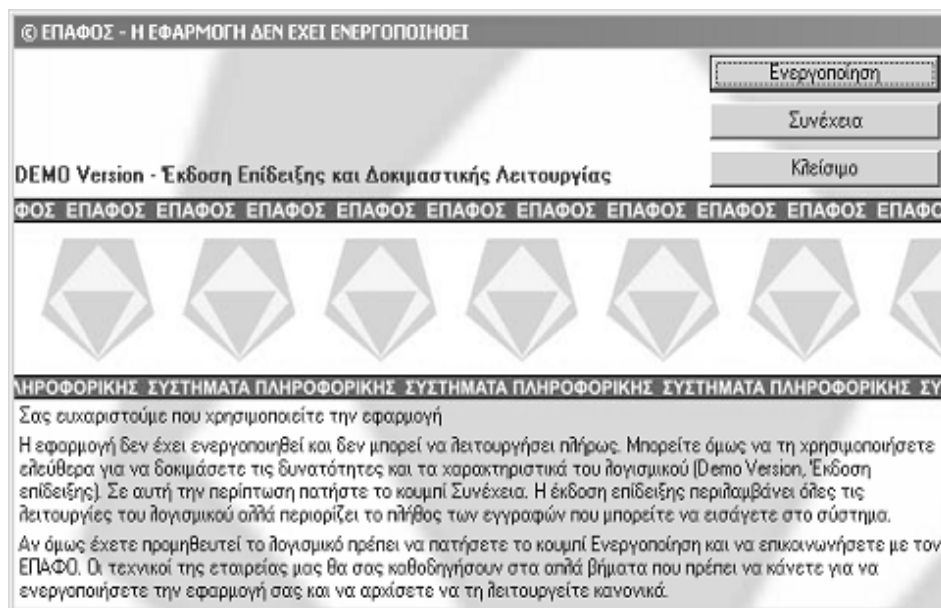 © ΕΠΑΦΟΣ - Η ΕΦΑΡΜΟΓΗ ΔΕΝ ΕΧΕΙ ΕΝΕΡΓΟΠΟΙΗΘΕΙ
Ενεργοποίηση
Συνέχεια
Κλείσιμο
DEMO Version - Έκδοση Επίδειξης και Δοκιμαστικής Λειτουργίας
ΦΟΣ ΕΠΑΦΟΣ ΕΠΑΦΟΣ ΕΠΑΦΟΣ ΕΠΑΦΟΣ ΕΠΑΦΟΣ ΕΠΑΦΟΣ ΕΠΑΦΟΣ ΕΠΑΦΟΣ ΕΠΑΦΟΣ ΕΠΑΦΟ
ΛΗΡΟΦΟΡΙΚΗΣ ΣΥΣΤΗΜΑΤΑ ΠΛΗΡΟΦΟΡΙΚΗΣ ΣΥΣΤΗΜΑΤΑ ΠΛΗΡΟΦΟΡΙΚΗΣ ΣΥΣΤΗΜΑΤΑ ΠΛΗΡΟΦΟΡΙΚΗΣ ΣΥ
Σας ευχαριστούμε που χρησιμοποιείτε την εφαρμογή
Η εφαρμογή δεν έχει ενεργοποιηθεί και δεν μπορεί να λειτουργήσει πλήρως. Μπορείτε όμως να τη χρησιμοποιήσετε
ελεύθερα για να δοκιμάσετε τις δυνατότητες και τα χαρακτηριστικά του λογισμικού (Demo Version, Έκδοση
επίδειξης). Σε αυτή την περίπτωση πατήστε το κουμπί Συνέχεια. Η έκδοση επίδειξης περιλαμβάνει όλες τις
λειτουργίες του λογισμικού αλλά περιορίζει το πλήθος των εγγραφών που μπορείτε να εισάγετε στο σύστημα.
Αν όμως έχετε προμηθευτεί το λογισμικό πρέπει να πατήσετε το κουμπί Ενεργοποίηση και να επικοινωνήσετε με τον
ΕΠΑΦΟ. Οι τεχνικοί της εταιρείας μας θα σας καθοδηγήσουν στα απλά βήματα που πρέπει να κάνετε για να
ενεργοποιήσετε την εφαρμογή σας και να αρχίσετε να τη λειτουργείτε κανονικά.